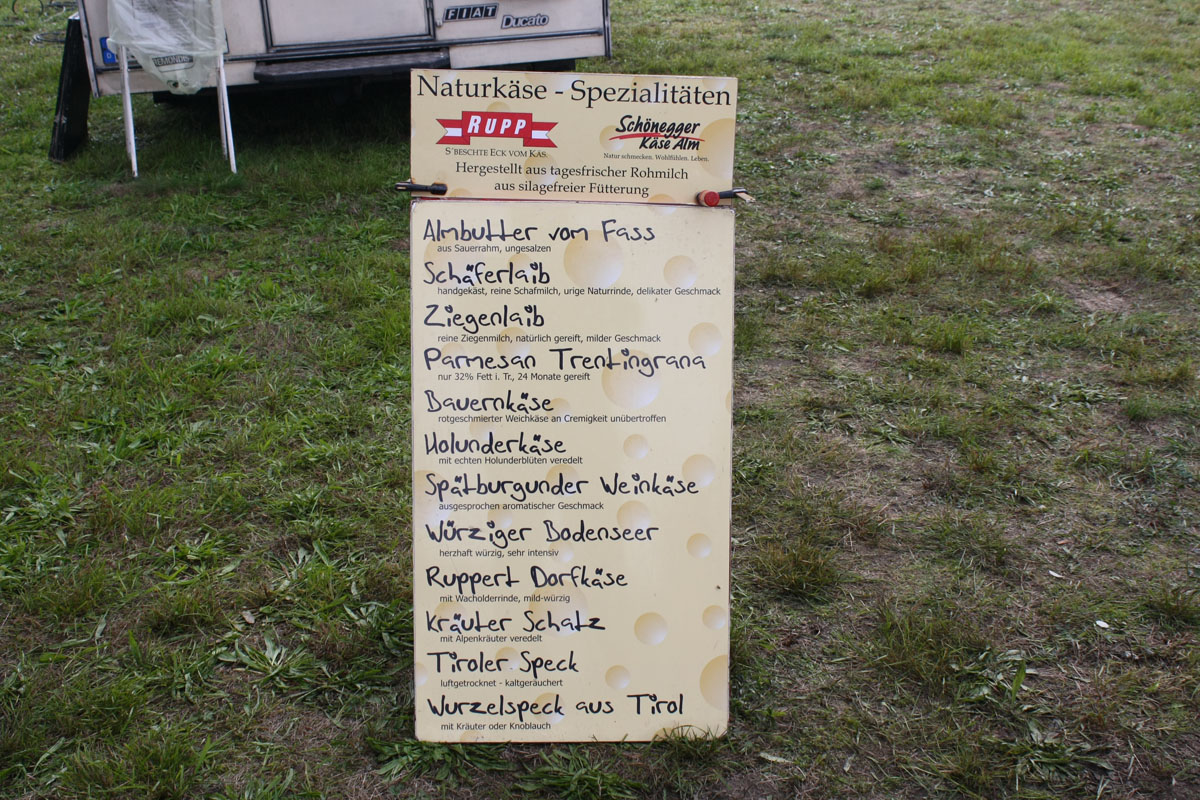 FIAT Ducato
REMONDIS
Naturkäse - Spezialitäten
RUPP
S'BESCHTE ECK VOM KAS.
Schönegger
Käse Alm
Natur schmecken. Wohlfühlen. Leben.
Hergestellt aus tagesfrischer Rohmilch
aus silagefreier Fütterung
Almbutter vom Fass
aus Sauerrahm, ungesalzen
Schäferlaib
handgekäst, reine Schafmilch, urige Naturrinde, delikater Geschmack
Ziegenlaib
reine Ziegenmilch, natürlich gereift, milder Geschmack
Parmesan Trentingrana
nur 32% Fett i. Tr., 24 Monate gereift
Bauernkäse
rotgeschmierter Weichkäse an Cremigkeit unübertroffen
Holunderkäse
mit echten Holunderblüten veredelt
Spätburgunder Weinkäse
ausgesprochen aromatischer Geschmack
Würziger Bodenseer
herzhaft würzig, sehr intensiv
Ruppert Dorfkäse
mit Wacholderrinde, mild-würzig
Kräuter Schatz
mit Alpenkräuter veredelt
Tiroler Speck
luftgetrocknet - kaltgeräuchert
Wurzelspeck aus Tirol
mit Kräuter oder Knoblauch